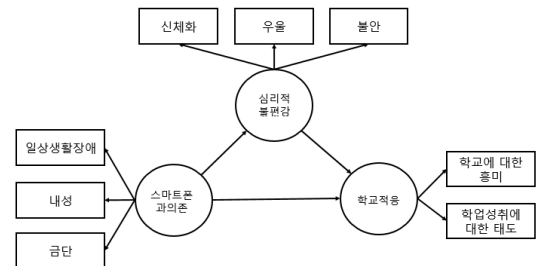 신체화
우울
불안
심리적
불편감
일상생활장애
내성
금단
스마트폰
과의존
학교적응
학교에 대한
흥미
학업성취에
대한 태도